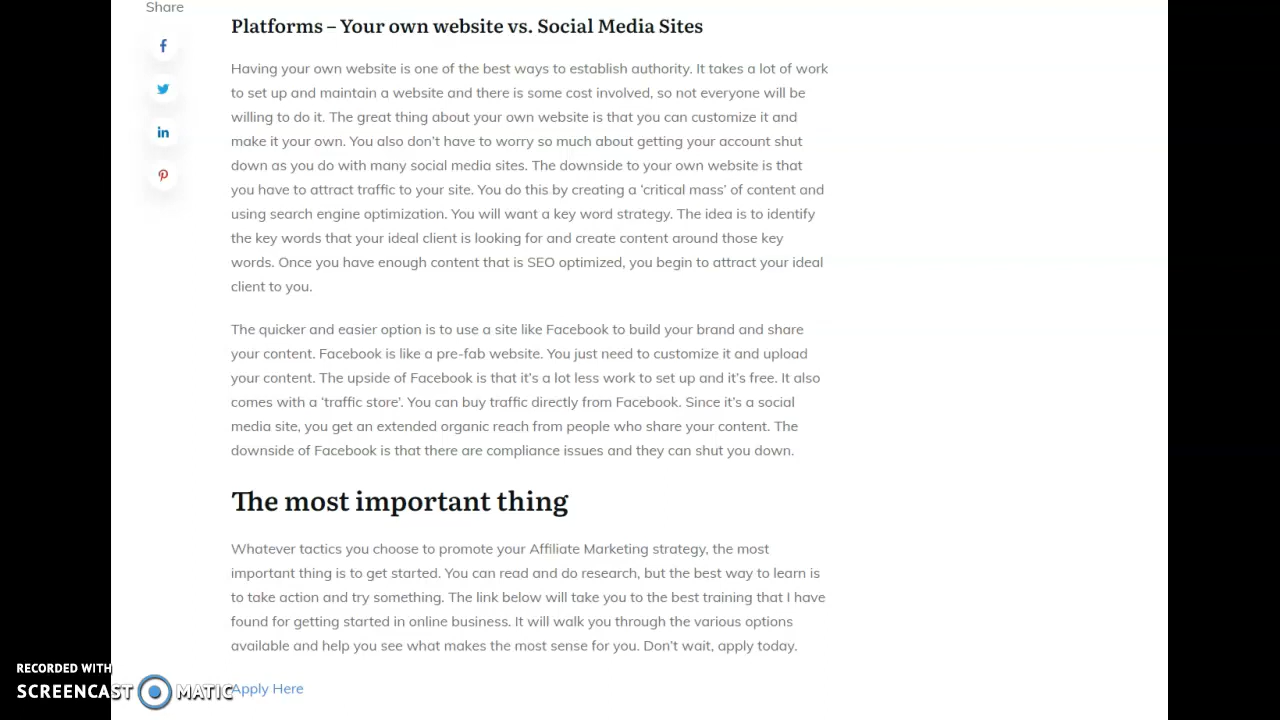 Share
Platforms – Your own website vs. Social Media Sites
Having your own website is one of the best ways to establish authority. It takes a lot of work
to set up and maintain a website and there is some cost involved, so not everyone will be
willing to do it. The great thing about your own website is that you can customize it and
make it your own. You also don’t have to worry so much about getting your account shut
down as you do with many social media sites. The downside to your own website is that
you have to attract traffic to your site. You do this by creating a ‘critical mass’ of content and
using search engine optimization. You will want a key word strategy. The idea is to identify
the key words that your ideal client is looking for and create content around those key
words. Once you have enough content that is SEO optimized, you begin to attract your ideal
client to you.
The quicker and easier option is to use a site like Facebook to build your brand and share
your content. Facebook is like a pre-fab website. You just need to customize it and upload
your content. The upside of Facebook is that it’s a lot less work to set up and it’s free. It also
comes with a ‘traffic store’. You can buy traffic directly from Facebook. Since it’s a social
media site, you get an extended organic reach from people who share your content. The
downside of Facebook is that there are compliance issues and they can shut you down.
The most important thing
Whatever tactics you choose to promote your Affiliate Marketing strategy, the most
important thing is to get started. You can read and do research, but the best way to learn is
to take action and try something. The link below will take you to the best training that I have
found for getting started in online business. It will walk you through the various options
available and help you see what makes the most sense for you. Don’t wait, apply today.
Apply Here
RECORDED WITH
SCREENCAST MATIC